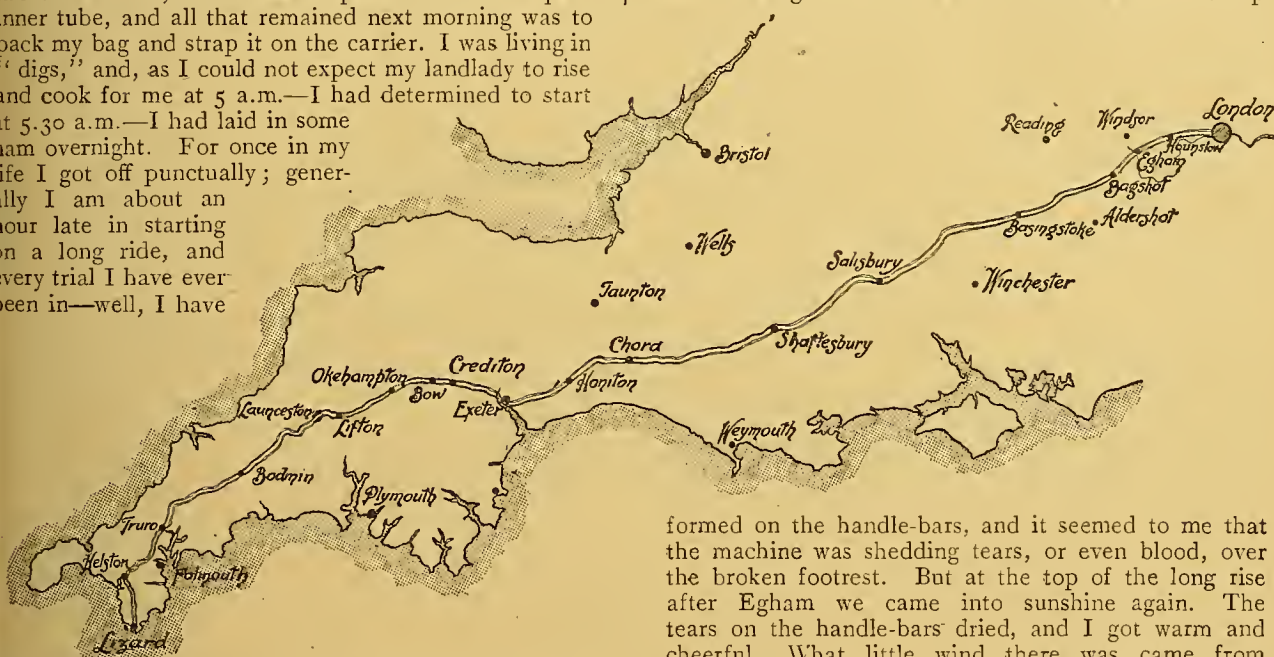 inner tube, and all that remained next morning was to
pack my bag and strap it on the carrier. I was living in
“ digs,” and, as I could not expect my landlady to rise
and cook for me at 5 a.m.—I had determined to start
at 5.30 a.m.—I had laid in some
ham overnight. For once in my
life I got off punctually; gener-
ally I am about an
hour late in starting
on a long ride, and
every trial I have ever
been in—well, I have
London
Reading
Windsor
Hounslow
Egham
Bagshot
Bristol
Basingstoke
Aldershot
Wells
Salisbury
Winchester
Taunton
Shaftesbury
Chard
Crediton
Honiton
Okehampton
Bow
Exeter
Launceston
Lifton
Weymouth
Bodmin
Plymouth
Truro
Helston
Falmouth
Lizard
formed on the handle-bars, and it seemed to me that
the machine was shedding tears, or even blood, over
the broken footrest. But at the top of the long rise
after Egham we came into sunshine again. The
tears on the handle-bars dried, and I got warm and
cheerful. What little wind there was came from